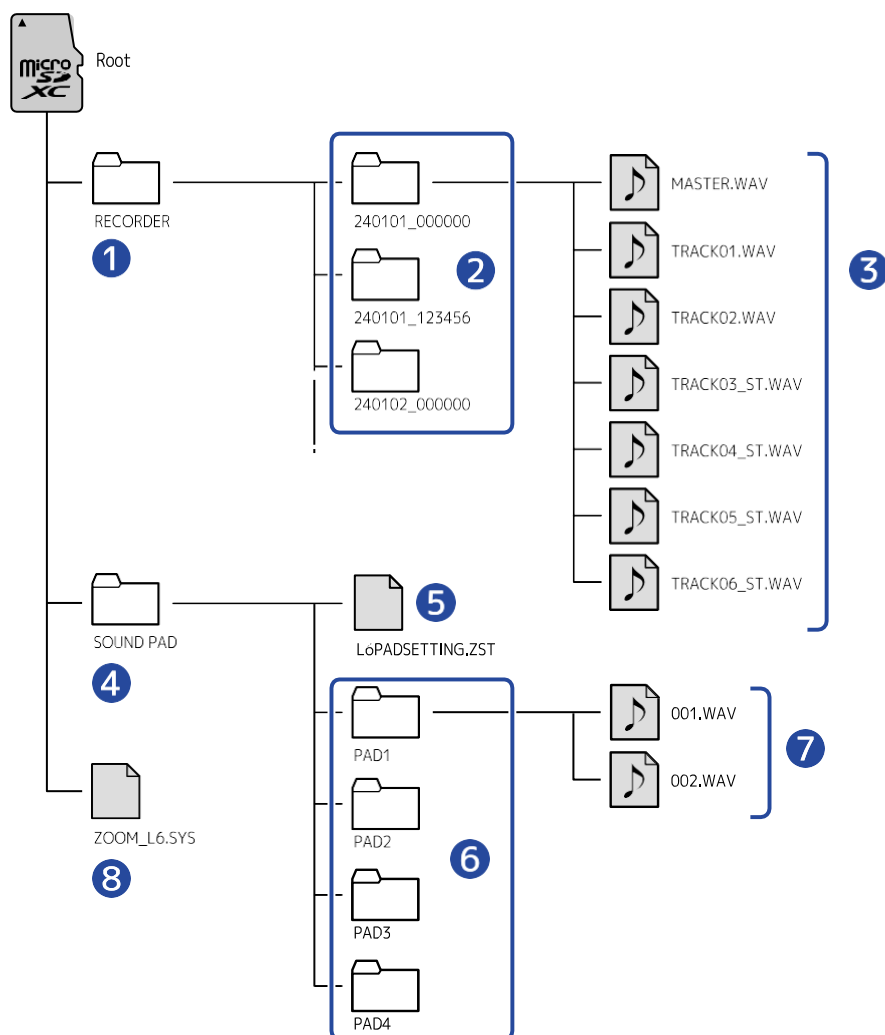 micro
SD
XC
Root
RECORDER
1
240101_000000
2
240101_123456
240102_000000
MASTER.WAV
TRACK01.WAV
TRACK02.WAV
TRACK03_ST.WAV
TRACK04_ST.WAV
TRACK05_ST.WAV
TRACK06_ST.WAV
3
SOUND PAD
4
5
L6PADSETTING.ZST
PAD1
PAD2
PAD3
PAD4
6
001.WAV
002.WAV
7
ZOOM_L6.SYS
8